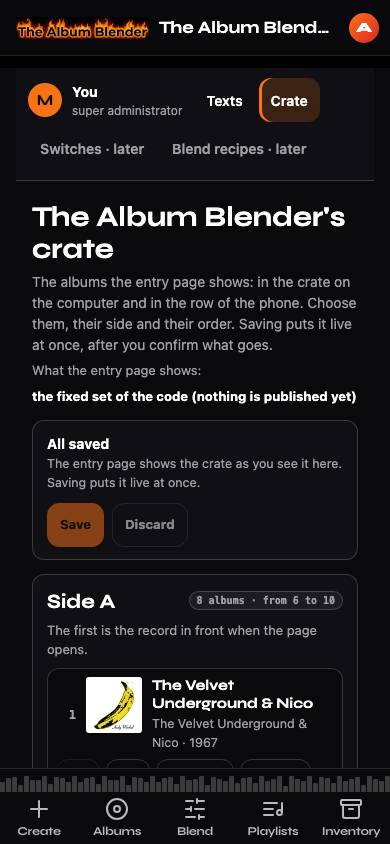 The Album Blender
The Album Blend...
A
M
You
super administrator
Texts
Crate
Switches · later
Blend recipes · later
The Album Blender's
crate
The albums the entry page shows: in the crate on
the computer and in the row of the phone. Choose
them, their side and their order. Saving puts it live
at once, after you confirm what goes.
What the entry page shows:
the fixed set of the code (nothing is published yet)
All saved
The entry page shows the crate as you see it here.
Saving puts it live at once.
Save
Discard
Side A
8 albums · from 6 to 10
The first is the record in front when the page
opens.
1
Andy Warhol
The Velvet
Underground & Nico
The Velvet Underground &
Nico · 1967
Create
Albums
Blend
Playlists
Inventory